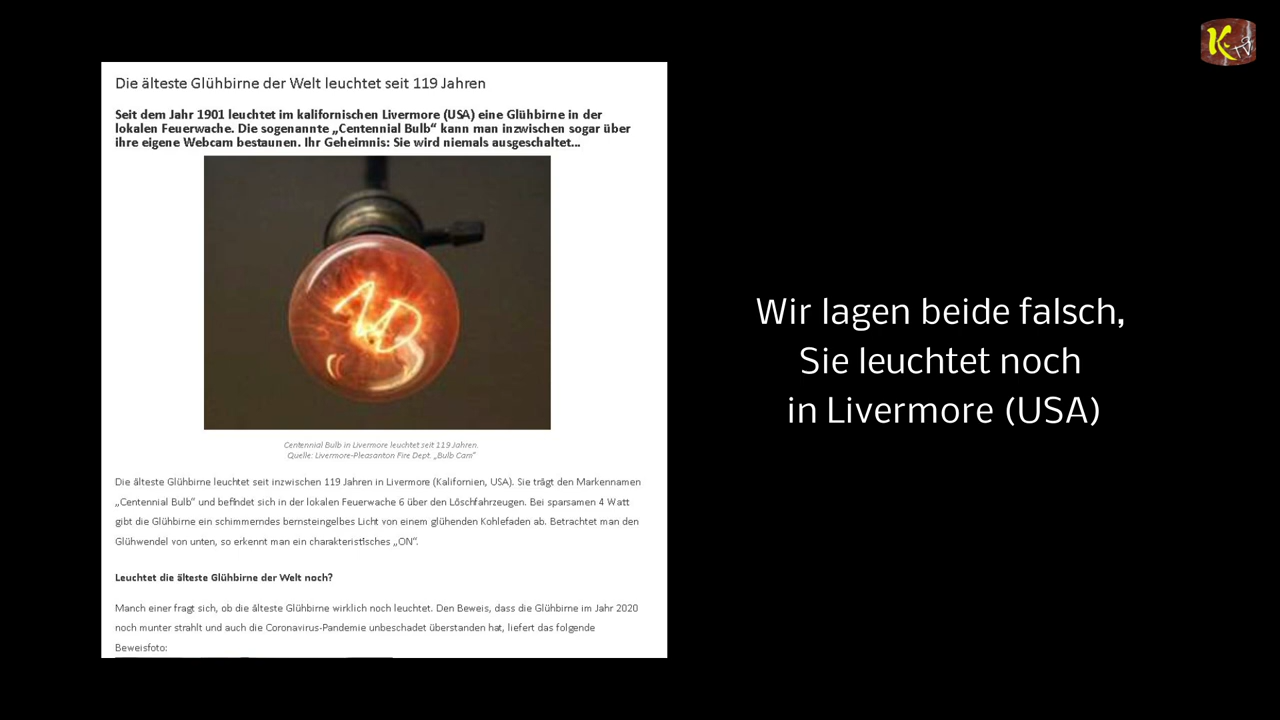 Die älteste Glühbirne der Welt leuchtet seit 119 Jahren
Seit dem Jahr 1901 leuchtet im kalifornischen Livermore (USA) eine Glühbirne in der
lokalen Feuerwache. Die sogenannte „Centennial Bulb“ kann man inzwischen sogar über
ihre eigene Webcam bestaunen. Ihr Geheimnis: Sie wird niemals ausgeschaltet...
Centennial Bulb in Livermore leuchtet seit 119 Jahren.
Quelle: Livermore-Pleasanton Fire Dept. „Bulb Cam“
Die älteste Glühbirne leuchtet seit inzwischen 119 Jahren in Livermore (Kalifornien, USA). Sie trägt den Markennamen
„Centennial Bulb“ und befindet sich in der lokalen Feuerwache 6 über den Löschfahrzeugen. Bei sparsamen 4 Watt
gibt die Glühbirne ein schimmerndes bernsteingelbes Licht von einem glühenden Kohlefaden ab. Betrachtet man den
Glühwendel von unten, so erkennt man ein charakteristisches „ON“.
Leuchtet die älteste Glühbirne der Welt noch?
Manch einer fragt sich, ob die älteste Glühbirne wirklich noch leuchtet. Den Beweis, dass die Glühbirne im Jahr 2020
noch munter strahlt und auch die Coronavirus-Pandemie unbeschadet überstanden hat, liefert das folgende
Beweisfoto:
Wir lagen beide falsch,
Sie leuchtet noch
in Livermore (USA)
K